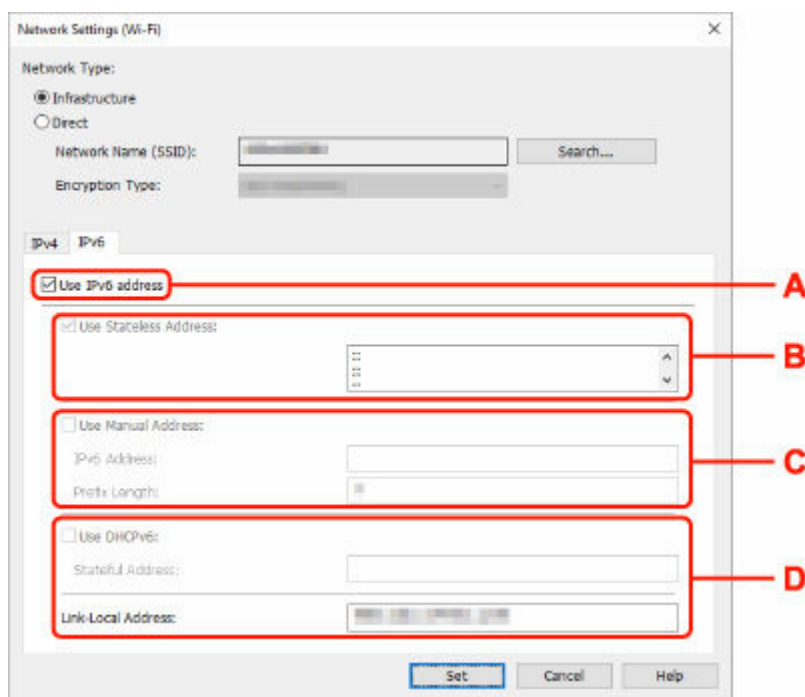 Network Settings (Wi-Fi)
Network Type:
Infrastructure
Direct
Network Name (SSID):
Search...
Encryption Type:
IPv4 IPv6
Use IPv6 address
A
Use Stateless Address:
::
::
::
B
Use Manual Address:
IPv6 Address:
C
Prefix Length:
Use DHCPv6:
Stateful Address:
D
Link-Local Address:
Set Cancel Help